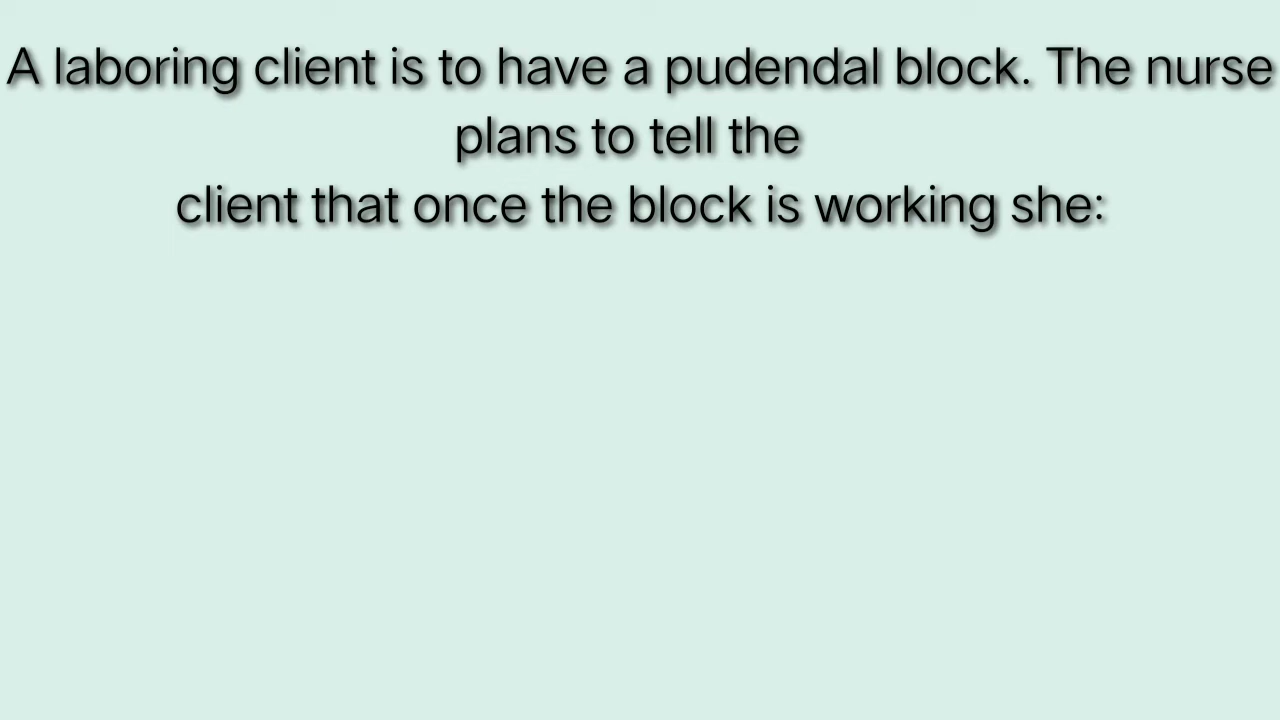 A laboring client is to have a pudendal block. The nurse
plans to tell the
client that once the block is working she: